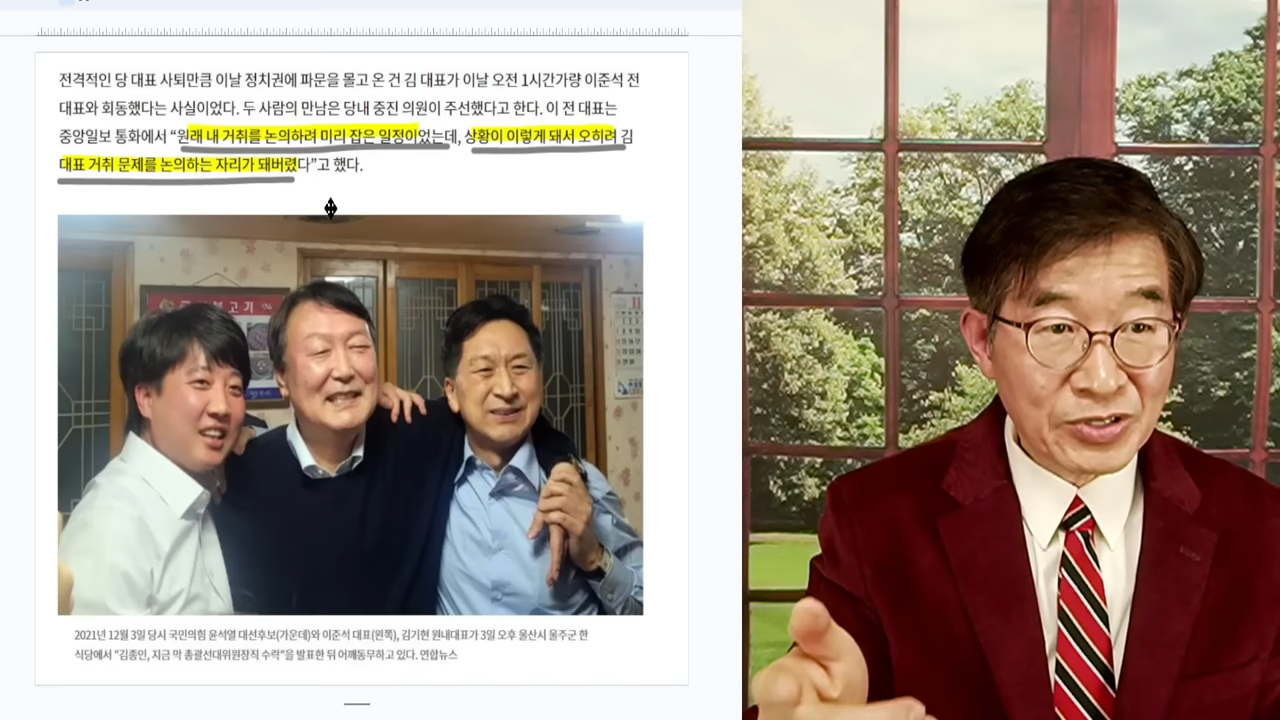 전격적인 당 대표 사퇴만큼 이날 정치권에 파문을 몰고 온 건 김 대표가 이날 오전 1시간가량 이준석 전
대표와 회동했다는 사실이었다. 두 사람의 만남은 당내 중진 의원이 주선했다고 한다. 이 전 대표는
중앙일보 통화에서 “원래 내 거취를 논의하려 미리 잡은 일정이었는데, 상황이 이렇게 돼서 오히려 김
대표 거취 문제를 논의하는 자리가 돼버렸다”고 했다.
불고기
11
2021년 12월 3일 당시 국민의힘 윤석열 대선후보(가운데)와 이준석 대표(왼쪽), 김기현 원내대표가 3일 오후 울산시 울주군 한
식당에서 "김종인, 지금 막 총괄선대위원장직 수락"을 발표한 뒤 어깨동무하고 있다. 연합뉴스